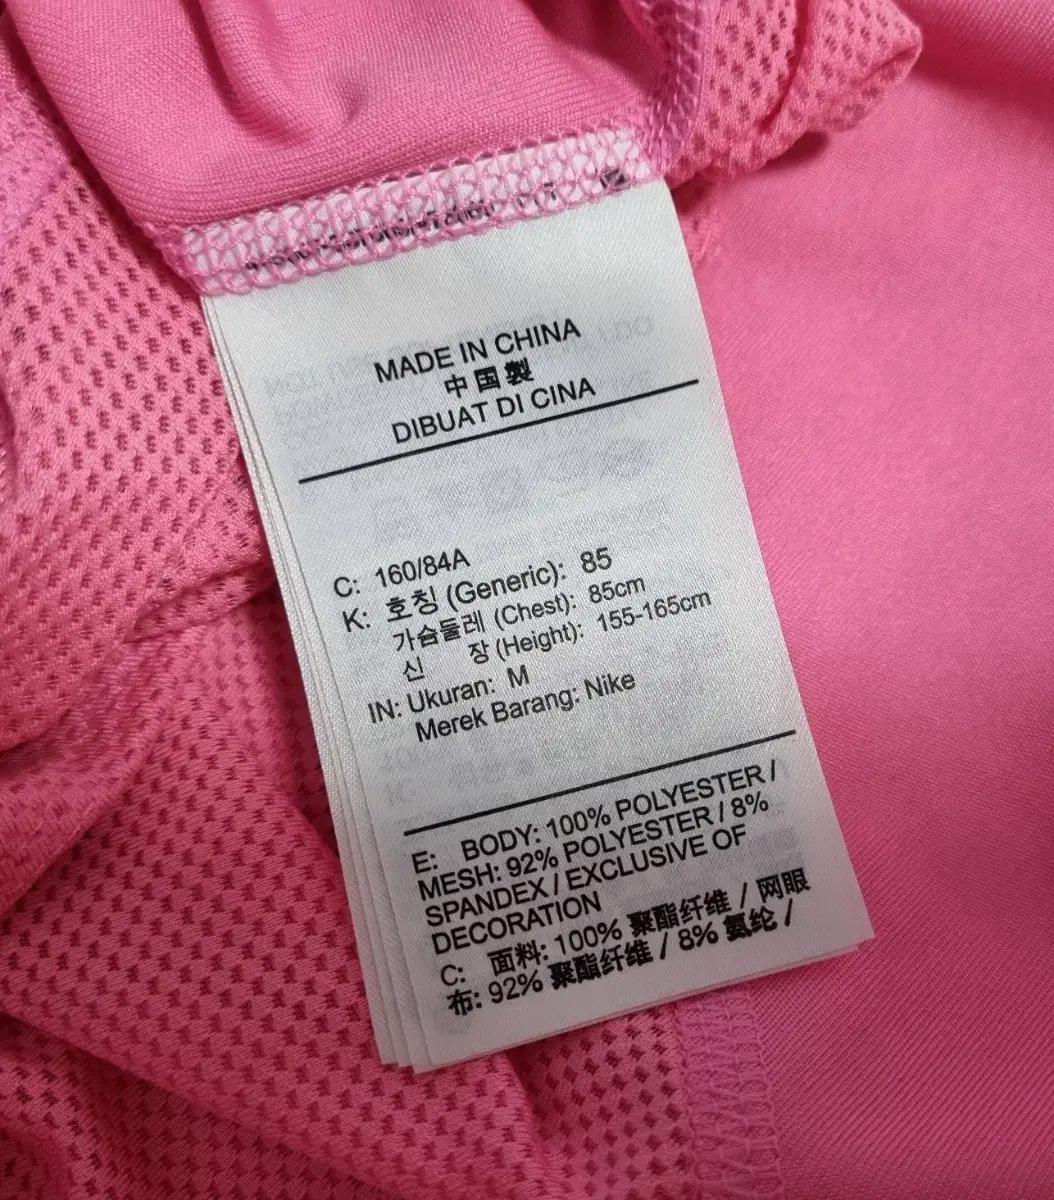 MADE IN CHINA
中国製
DIBUAT DI CINA
C: 160/84A
K: 호칭 (Generic): 85
가슴둘레 (Chest): 85cm
신 장 (Height): 155-165cm
IN: Ukuran: M
Merek Barang: Nike
E: BODY: 100% POLYESTER /
MESH: 92% POLYESTER / 8%
SPANDEX / EXCLUSIVE OF
DECORATION
C: 面料: 100% 聚酯纤维 / 网眼
布: 92% 聚酯纤维 / 8% 氨纶 /